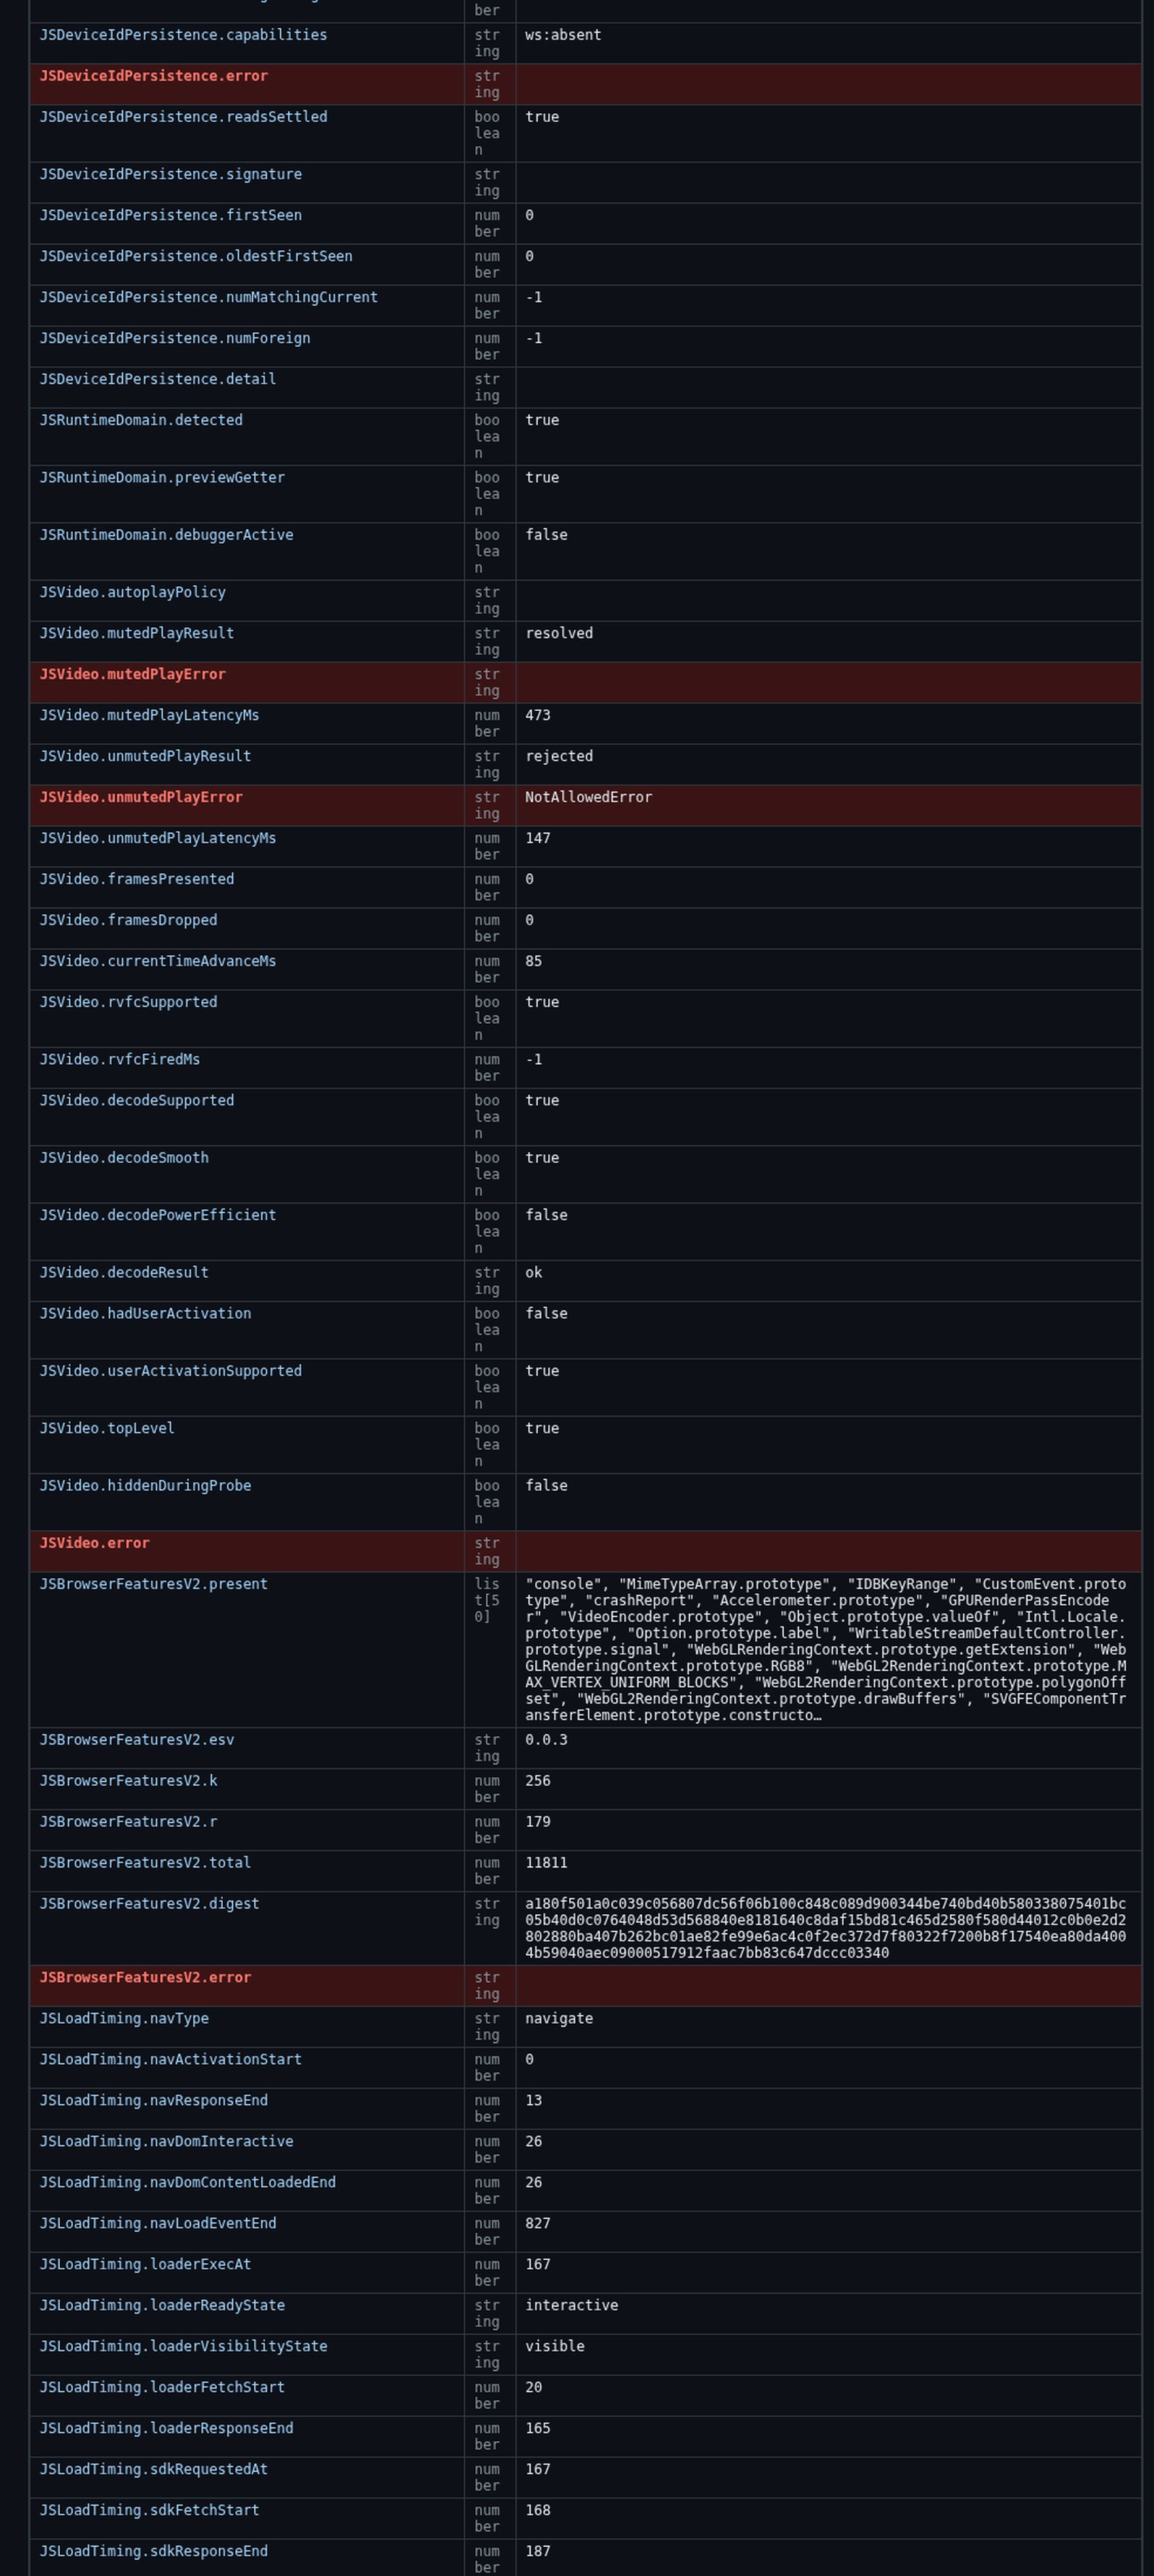 ber
JSDeviceIdPersistence.capabilities str ws:absent
ing
JSDeviceIdPersistence.error str
ing
JSDeviceIdPersistence.readsSettled boo true
lea
n
JSDeviceIdPersistence.signature str
ing
JSDeviceIdPersistence.firstSeen num 0
ber
JSDeviceIdPersistence.oldestFirstSeen num 0
ber
JSDeviceIdPersistence.numMatchingCurrent num -1
ber
JSDeviceIdPersistence.numForeign num -1
ber
JSDeviceIdPersistence.detail str
ing
JSRuntimeDomain.detected boo true
lea
n
JSRuntimeDomain.previewGetter boo true
lea
n
JSRuntimeDomain.debuggerActive boo false
lea
n
JSVideo.autoplayPolicy str
ing
JSVideo.mutedPlayResult str resolved
ing
JSVideo.mutedPlayError str
ing
JSVideo.mutedPlayLatencyMs num 473
ber
JSVideo.unmutedPlayResult str rejected
ing
JSVideo.unmutedPlayError str NotAllowedError
ing
JSVideo.unmutedPlayLatencyMs num 147
ber
JSVideo.framesPresented num 0
ber
JSVideo.framesDropped num 0
ber
JSVideo.currentTimeAdvanceMs num 85
ber
JSVideo.rvfcSupported boo true
lea
n
JSVideo.rvfcFiredMs num -1
ber
JSVideo.decodeSupported boo true
lea
n
JSVideo.decodeSmooth boo true
lea
n
JSVideo.decodePowerEfficient boo false
lea
n
JSVideo.decodeResult str ok
ing
JSVideo.hadUserActivation boo false
lea
n
JSVideo.userActivationSupported boo true
lea
n
JSVideo.topLevel boo true
lea
n
JSVideo.hiddenDuringProbe boo false
lea
n
JSVideo.error str
ing
JSBrowserFeaturesV2.present lis "console", "MimeTypeArray.prototype", "IDBKeyRange", "CustomEvent.proto
t[5 type", "crashReport", "Accelerometer.prototype", "GPURenderPassEncode
0] r", "VideoEncoder.prototype", "Object.prototype.valueOf", "Intl.Locale.
prototype", "Option.prototype.label", "WritableStreamDefaultController.
prototype.signal", "WebGLRenderingContext.prototype.getExtension", "Web
GLRenderingContext.prototype.RGB8", "WebGL2RenderingContext.prototype.M
AX_VERTEX_UNIFORM_BLOCKS", "WebGL2RenderingContext.prototype.polygonOff
set", "WebGL2RenderingContext.prototype.drawBuffers", "SVGFEComponentTr
ansferElement.prototype.constructo…
JSBrowserFeaturesV2.esv str 0.0.3
ing
JSBrowserFeaturesV2.k num 256
ber
JSBrowserFeaturesV2.r num 179
ber
JSBrowserFeaturesV2.total num 11811
ber
JSBrowserFeaturesV2.digest str a180f501a0c039c056807dc56f06b100c848c089d900344be740bd40b580338075401bc
ing 05b40d0c0764048d53d568840e8181640c8daf15bd81c465d2580f580d44012c0b0e2d2
802880ba407b262bc01ae82fe99e6ac4c0f2ec372d7f80322f7200b8f17540ea80da400
4b59040aec09000517912faac7bb83c647dccc03340
JSBrowserFeaturesV2.error str
ing
JSLoadTiming.navType str navigate
ing
JSLoadTiming.navActivationStart num 0
ber
JSLoadTiming.navResponseEnd num 13
ber
JSLoadTiming.navDomInteractive num 26
ber
JSLoadTiming.navDomContentLoadedEnd num 26
ber
JSLoadTiming.navLoadEventEnd num 827
ber
JSLoadTiming.loaderExecAt num 167
ber
JSLoadTiming.loaderReadyState str interactive
ing
JSLoadTiming.loaderVisibilityState str visible
ing
JSLoadTiming.loaderFetchStart num 20
ber
JSLoadTiming.loaderResponseEnd num 165
ber
JSLoadTiming.sdkRequestedAt num 167
ber
JSLoadTiming.sdkFetchStart num 168
ber
JSLoadTiming.sdkResponseEnd num 187
ber